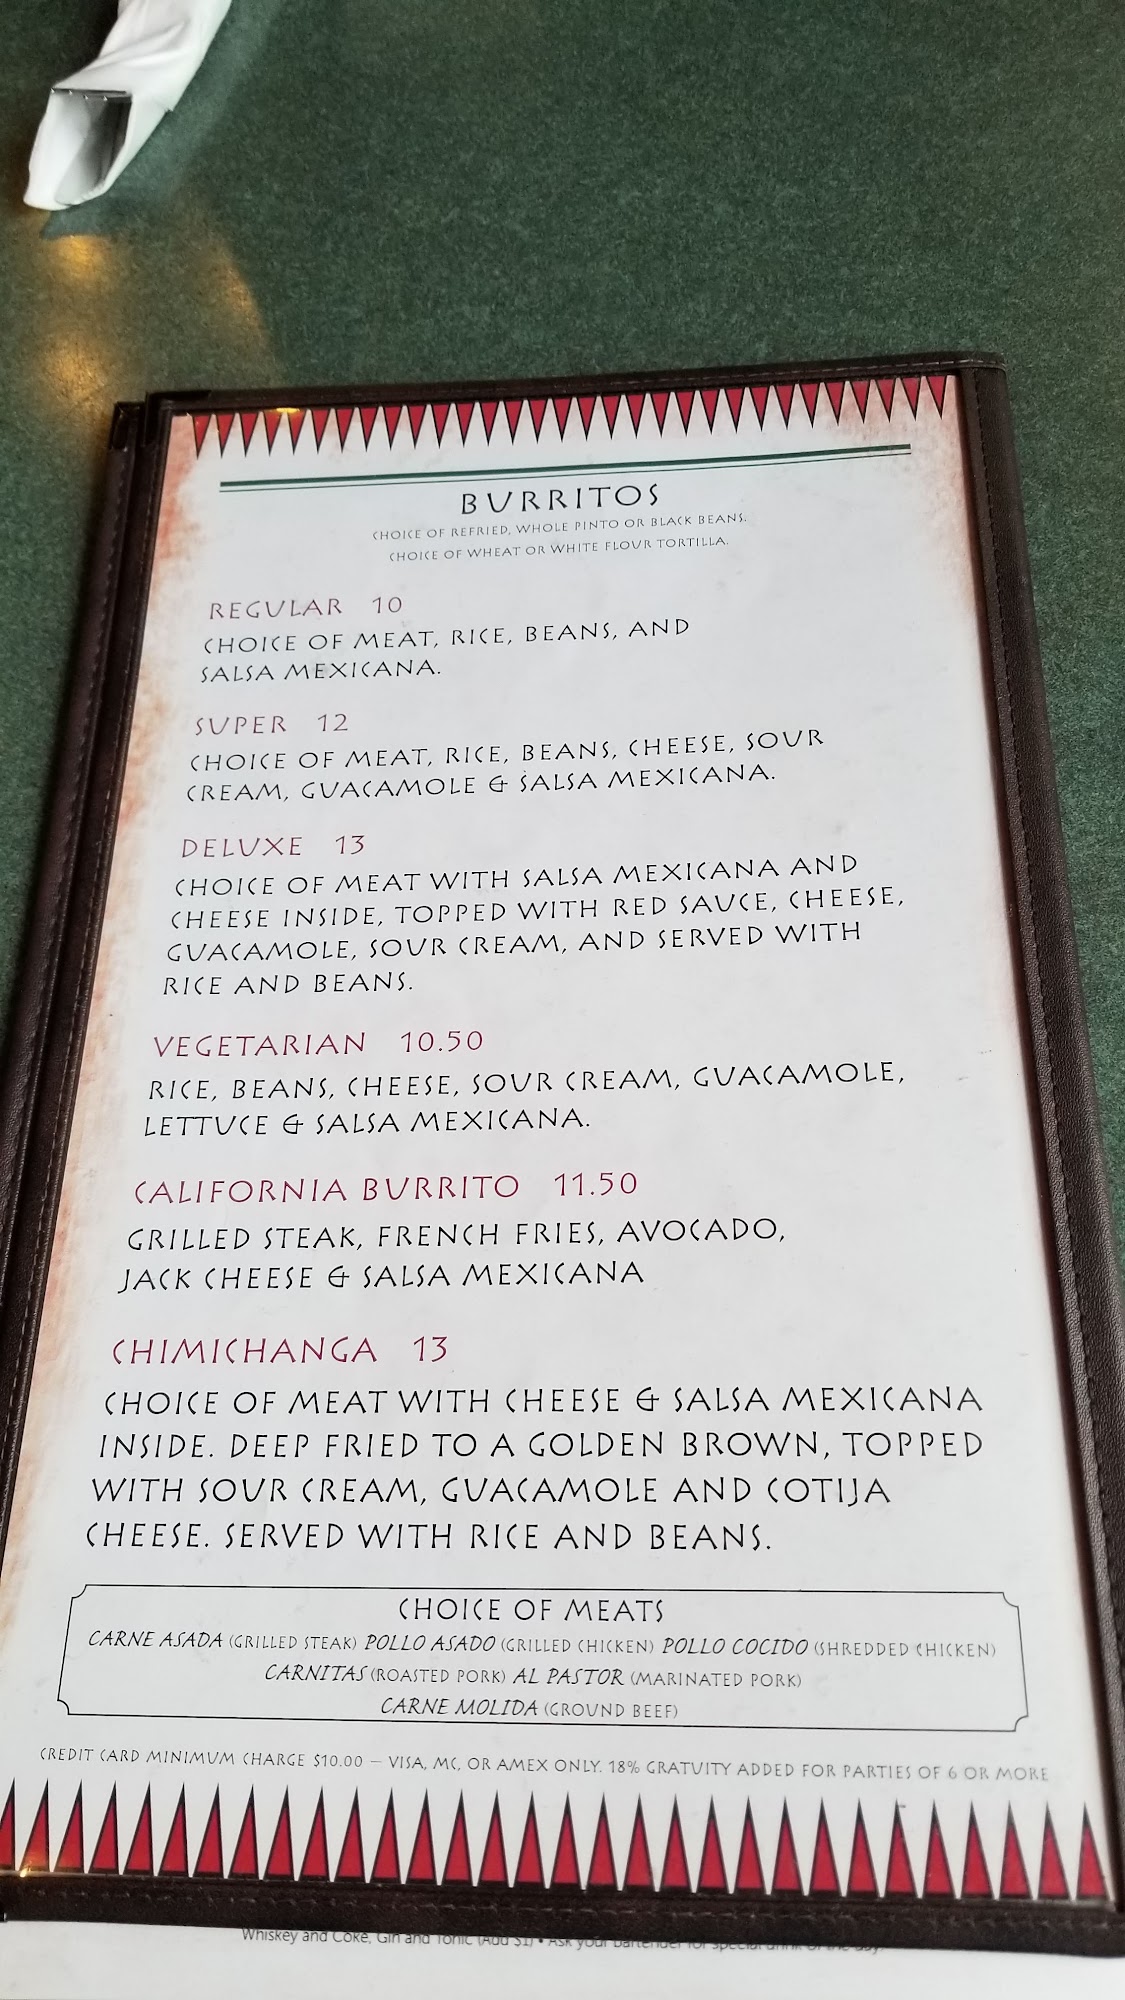 BURRITOS
CHOICE OF REFRIED, WHOLE PINTO OR BLACK BEANS.
CHOICE OF WHEAT OR WHITE FLOUR TORTILLA.
REGULAR 10
CHOICE OF MEAT, RICE, BEANS, AND
SALSA MEXICANA.
SUPER 12
CHOICE OF MEAT, RICE, BEANS, CHEESE, SOUR
CREAM, GUACAMOLE & SALSA MEXICANA.
DELUXE 13
CHOICE OF MEAT WITH SALSA MEXICANA AND
CHEESE INSIDE, TOPPED WITH RED SAUCE, CHEESE,
GUACAMOLE, SOUR CREAM, AND SERVED WITH
RICE AND BEANS.
VEGETARIAN 10.50
RICE, BEANS, CHEESE, SOUR CREAM, GUACAMOLE,
LETTUCE & SALSA MEXICANA.
CALIFORNIA BURRITO 11.50
GRILLED STEAK, FRENCH FRIES, AVOCADO,
JACK CHEESE & SALSA MEXICANA
CHIMICHANGA 13
CHOICE OF MEAT WITH CHEESE & SALSA MEXICANA
INSIDE. DEEP FRIED TO A GOLDEN BROWN, TOPPED
WITH SOUR CREAM, GUACAMOLE AND COTIJA
CHEESE. SERVED WITH RICE AND BEANS.
CHOICE OF MEATS
CARNE ASADA (GRILLED STEAK) POLLO ASADO (GRILLED CHICKEN) POLLO COCIDO (SHREDDED CHICKEN)
CARNITAS (ROASTED PORK) AL PASTOR (MARINATED PORK)
CARNE MOLIDA (GROUND BEEF)
CREDIT CARD MINIMUM CHARGE $10.00 – VISA, MC, OR AMEX ONLY. 18% GRATUITY ADDED FOR PARTIES OF 6 OR MORE
Whiskey and Coke, Gin and Tonic (Add $1) • Ask your bartender for special drink of the day.